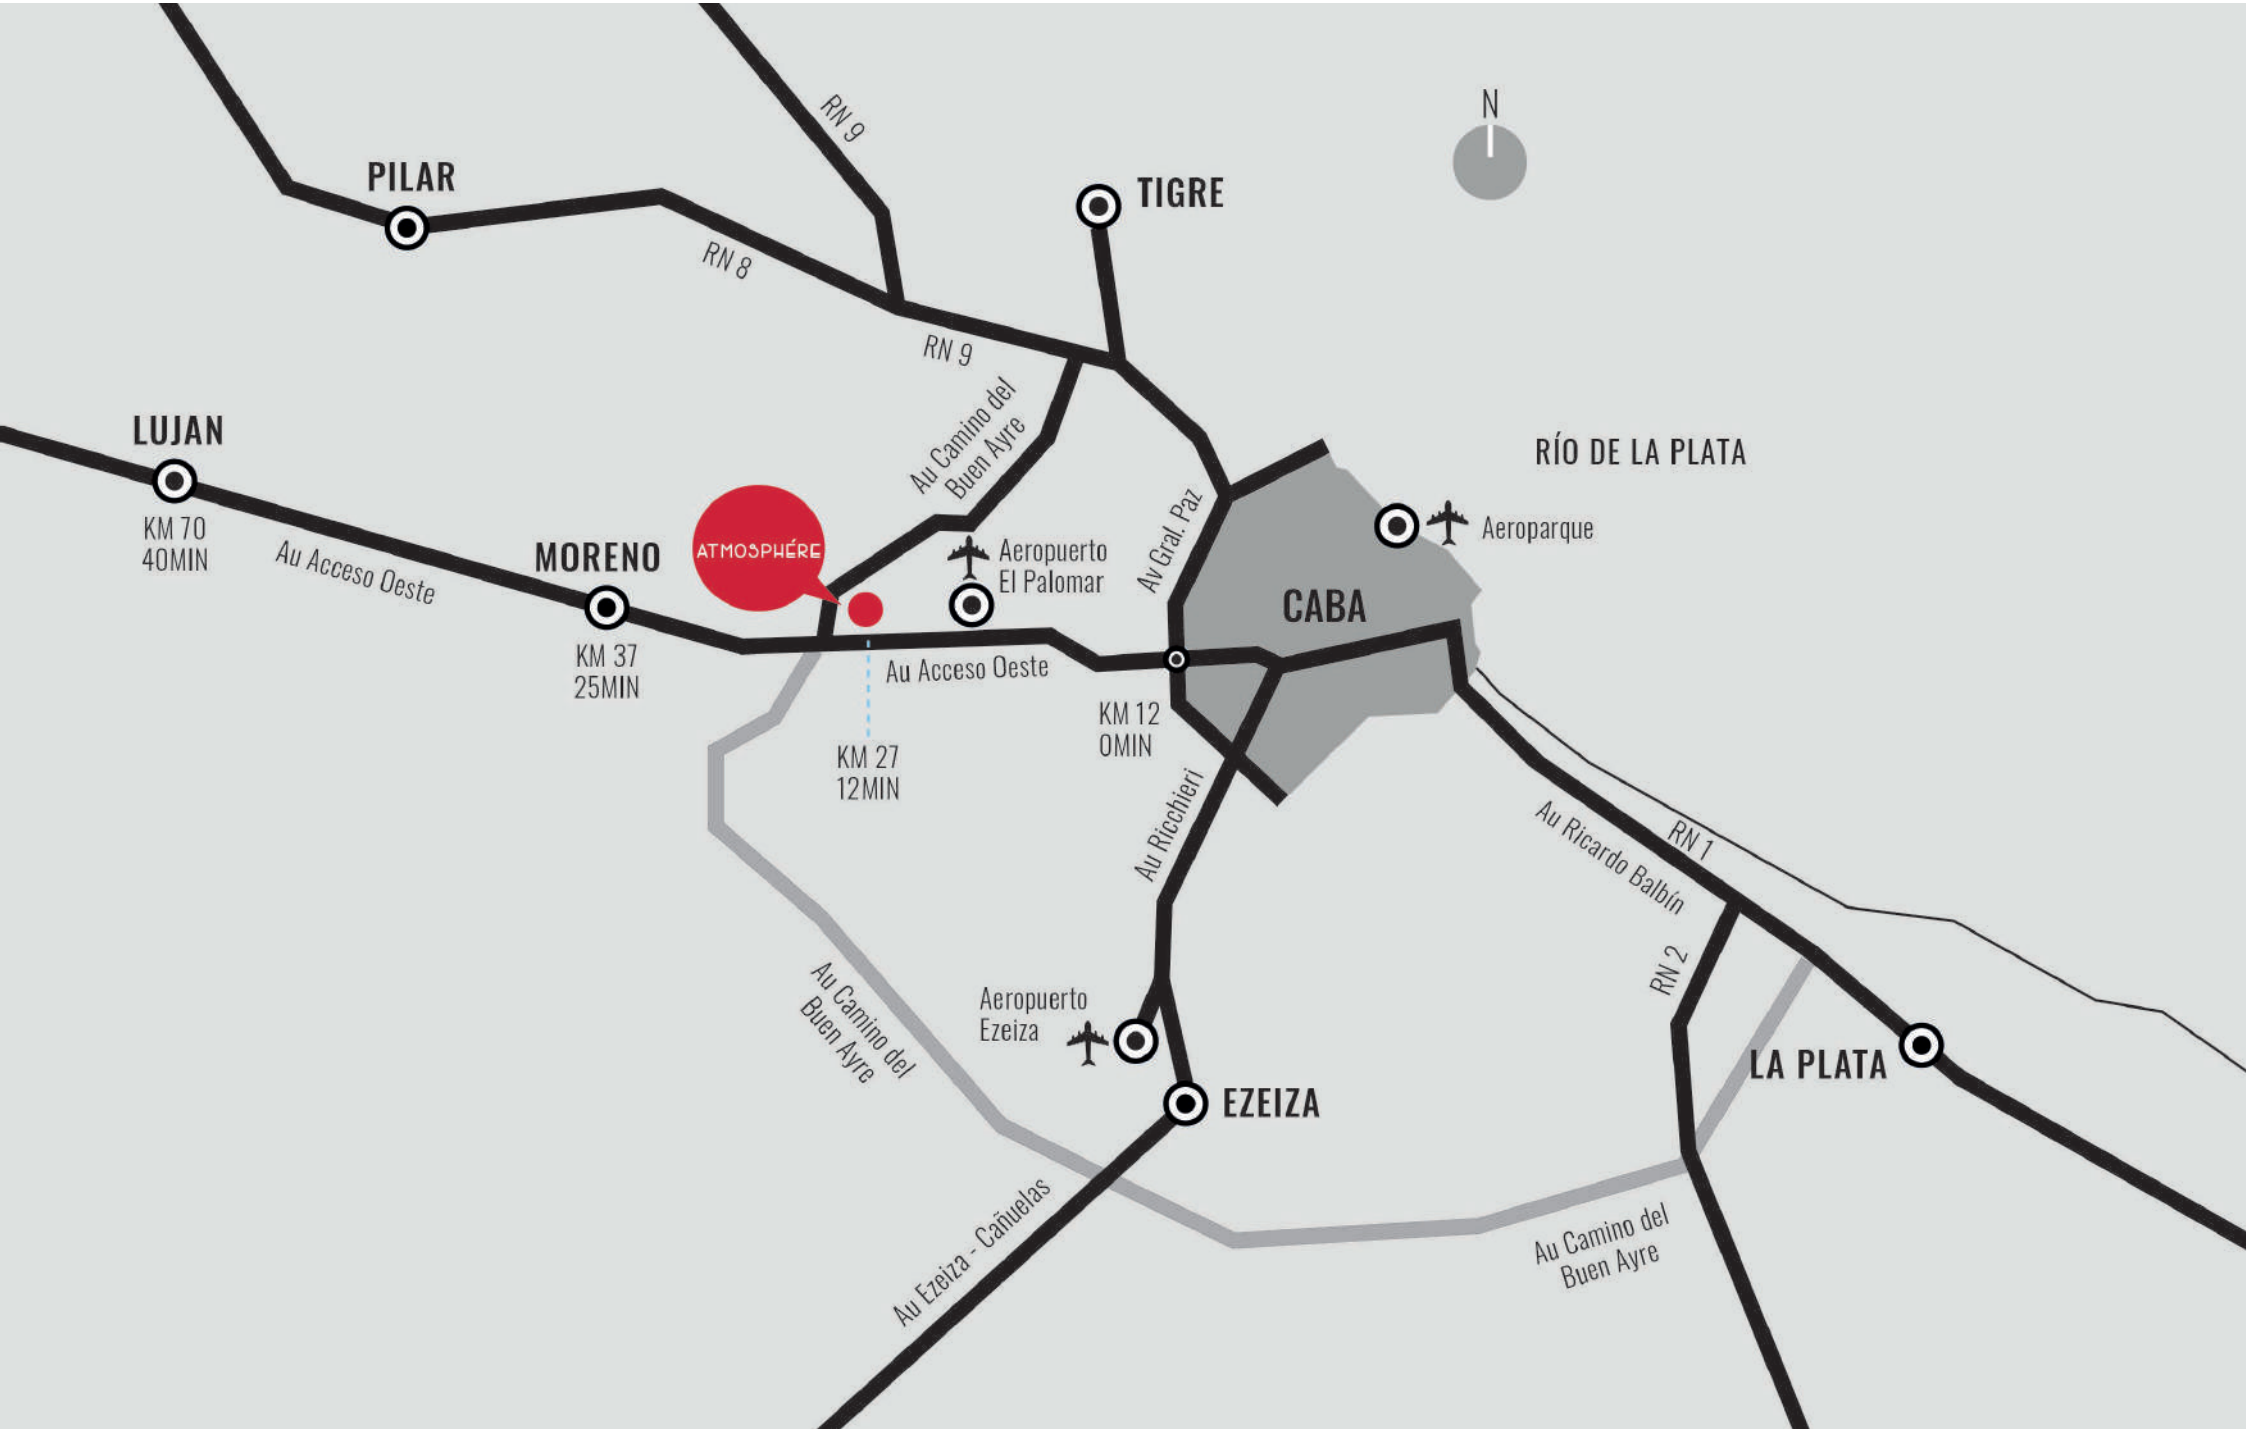 N
RN 9
PILAR
TIGRE
RN 8
RN 9
LUJAN
KM 70
40MIN
Au Acceso Oeste
MORENO
KM 37
25MIN
ATMOSPHÉRE
Au Camino del
Buen Ayre
Aeropuerto
El Palomar
Av Gral. Paz
RÍO DE LA PLATA
Aeroparque
CABA
Au Acceso Oeste
KM 27
12MIN
KM 12
0MIN
Au Ricchieri
RN 1
Au Ricardo Balbín
RN 2
Au Camino del
Buen Ayre
Aeropuerto
Ezeiza
EZEIZA
LA PLATA
Au Ezeiza - Cañuelas
Au Camino del
Buen Ayre